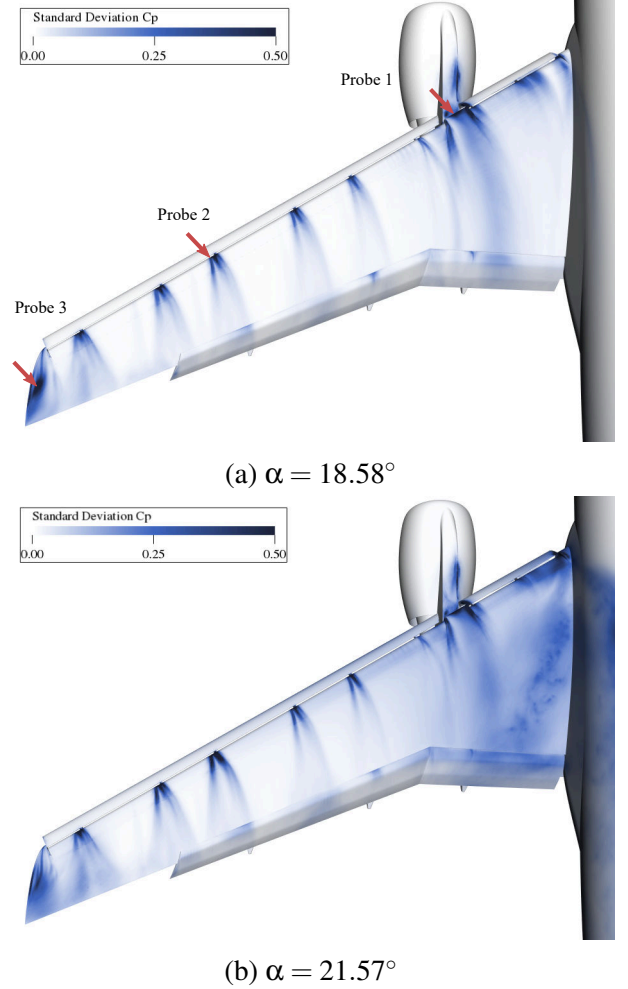 Standard Deviation Cp
0.00 0.25 0.50
Probe 1
Probe 2
Probe 3
(a) α = 18.58°
Standard Deviation Cp
0.00 0.25 0.50
(b) α = 21.57°